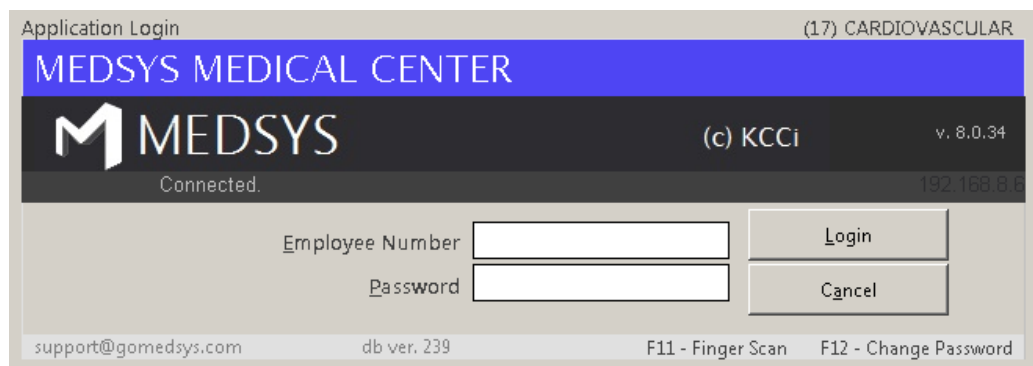 Application Login (17) CARDIOVASCULAR
MEDSYS MEDICAL CENTER
MEDSYS (c) KCCi v. 8.0.34
Connected. 192.168.8.6
Employee Number Login
Password Cancel
support@gomedsys.com db ver. 239 F11 - Finger Scan F12 - Change Password